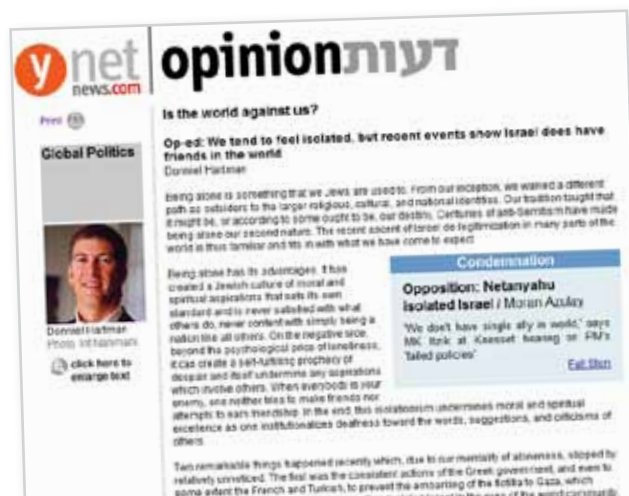 ynet
news.com
opinion דעות
Print
Is the world against us?
Global Politics
Op-ed: We tend to feel isolated, but recent events show Israel does have
friends in the world
Donniel Hartman
Being alone is something that we Jews are used to. From our inception, we walked a different
path as outsiders to the larger religious, cultural, and national identities. Our tradition taught that
it might be, or according to some ought to be, our destiny. Centuries of anti-Semitism have made
being alone our second nature. The recent ascent of Israel de-legitimization in many parts of the
world is thus familiar and fits in with what we have come to expect.
Being alone has its advantages. It has
created a Jewish culture of moral and
spiritual aspirations that sets its own
standard and is never satisfied with what
others do, never content with simply being a
nation like all others. On the negative side,
beyond the psychological price of loneliness,
it can create a self-fulfilling prophecy of
despair and itself undermine any aspirations
which involve others. When everybody is your
enemy, one neither tries to make friends nor
attempts to earn friendship. In the end, this isolationism undermines moral and spiritual
excellence as one institutionalizes deafness toward the words, suggestions, and criticisms of
others.
Condemnation
Opposition: Netanyahu
isolated Israel / Moran Azulay
'We don't have single ally in world,' says
MK at Knesset hearing on PM's
'failed policies'
Full Story
Donniel Hartman
Photo:
click here to
enlarge text
Two remarkable things happened recently which, due to our mentality of aloneness, slipped by
relatively unnoticed. The first was the consistent actions of the Greek government, and even to
some extent the French and Turkish, to prevent the embarking of the flotilla to Gaza, which